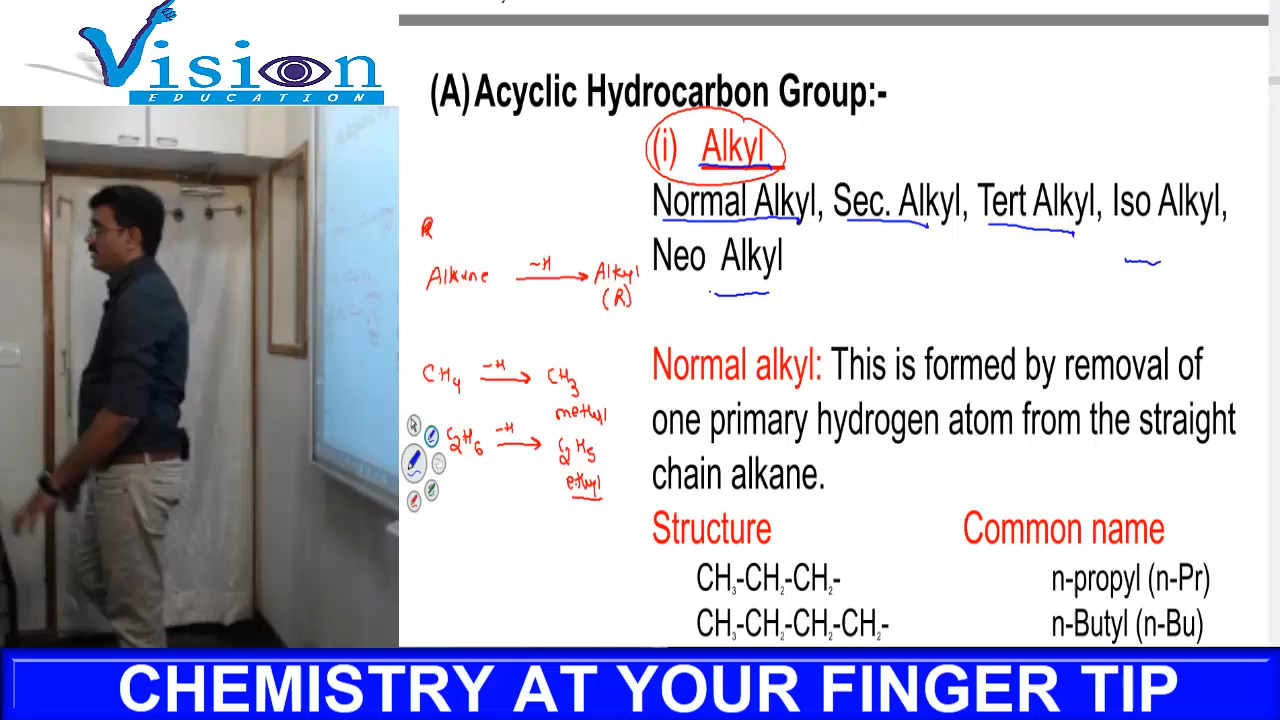 Vision
EDUCATION
(A) Acyclic Hydrocarbon Group:-
(i) Alkyl
Normal Alkyl, Sec. Alkyl, Tert Alkyl, Iso Alkyl,
Neo Alkyl
Alkane -H Alkyl
(R)
CH4 -H CH3
methyl
C2H6 -H C2H5
ethyl
Normal alkyl: This is formed by removal of
one primary hydrogen atom from the straight
chain alkane.
Structure Common name
CH₃-CH₂-CH₂- n-propyl (n-Pr)
CH₃-CH₂-CH₂-CH₂- n-Butyl (n-Bu)
CHEMISTRY AT YOUR FINGER TIP